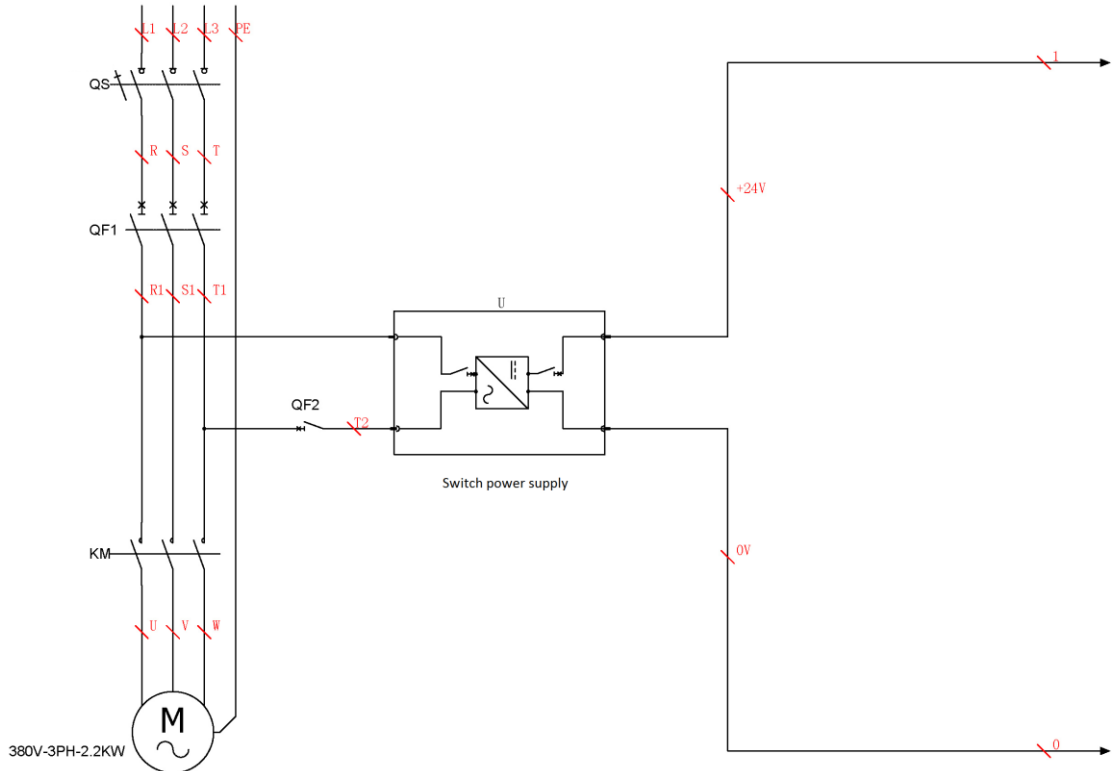 L1 L2 L3 PE
1
QS
R S T
+24V
QF1
R1 S1 T1
U
QF2
T2
Switch power supply
KM
0V
U V W
M
380V-3PH-2.2KW
0